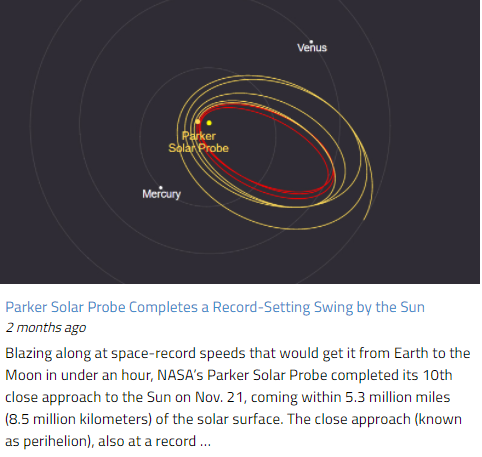 Venus
Parker
Solar Probe
Mercury
Parker Solar Probe Completes a Record-Setting Swing by the Sun
2 months ago
Blazing along at space-record speeds that would get it from Earth to the
Moon in under an hour, NASA's Parker Solar Probe completed its 10th
close approach to the Sun on Nov. 21, coming within 5.3 million miles
(8.5 million kilometers) of the solar surface. The close approach (known
as perihelion), also at a record ...